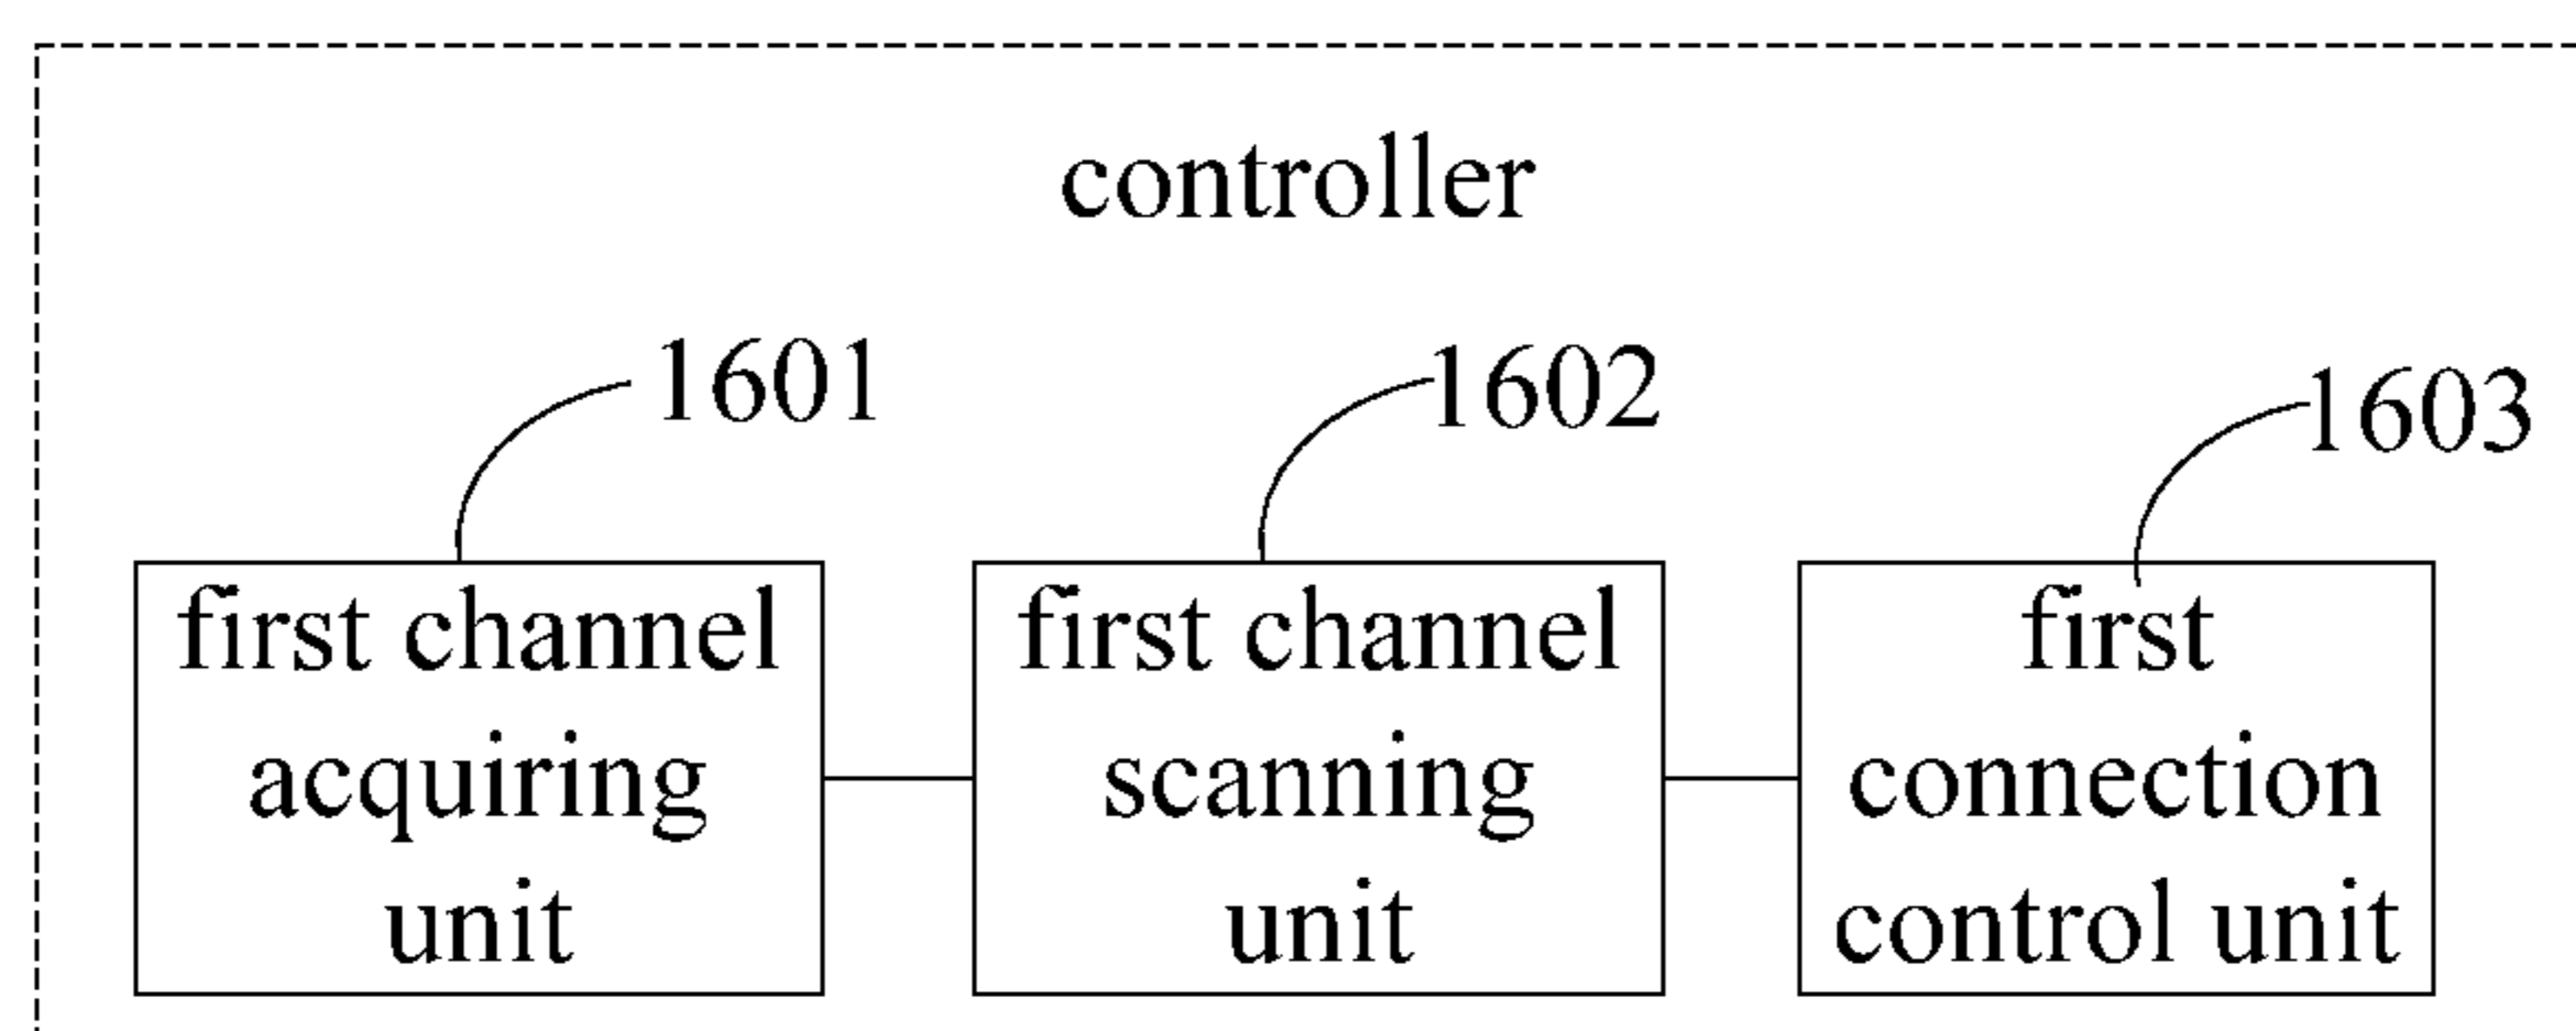 controller
1601
1602
1603
first channel
acquiring
unit
first channel
scanning
unit
first
connection
control unit